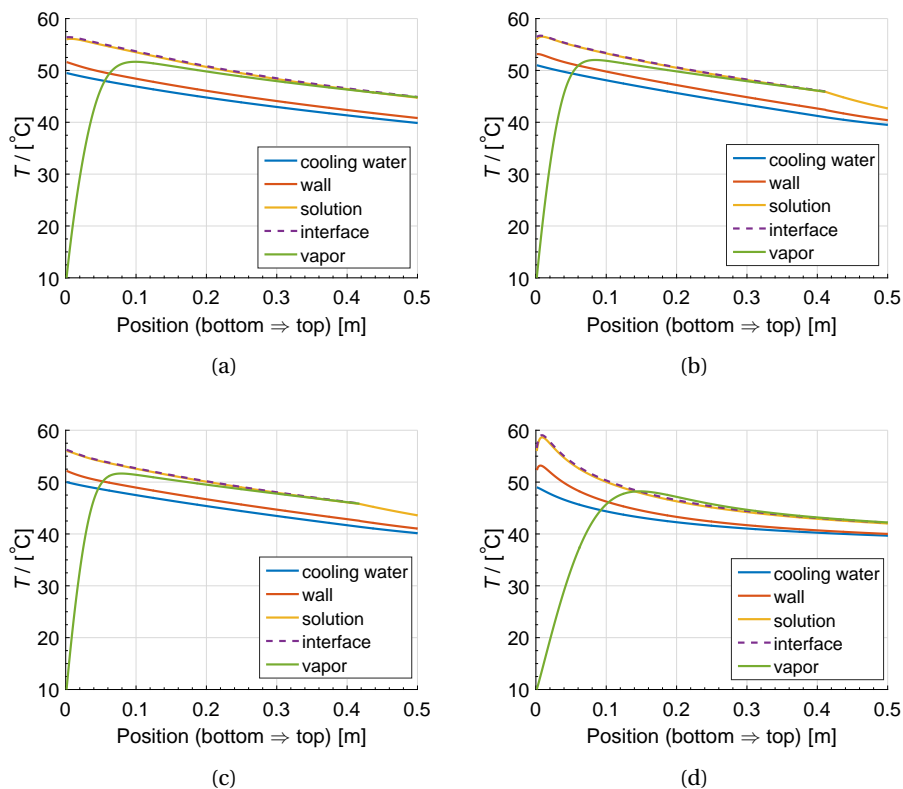 60
50
40
30
20
10
T / [°C]
cooling water
wall
solution
interface
vapor
0 0.1 0.2 0.3 0.4 0.5
Position (bottom ⇒ top) [m]
(a)
60
50
40
30
20
10
T / [°C]
cooling water
wall
solution
interface
vapor
0 0.1 0.2 0.3 0.4 0.5
Position (bottom ⇒ top) [m]
(b)
60
50
40
30
20
10
T / [°C]
cooling water
wall
solution
interface
vapor
0 0.1 0.2 0.3 0.4 0.5
Position (bottom ⇒ top) [m]
(c)
60
50
40
30
20
10
T / [°C]
cooling water
wall
solution
interface
vapor
0 0.1 0.2 0.3 0.4 0.5
Position (bottom ⇒ top) [m]
(d)